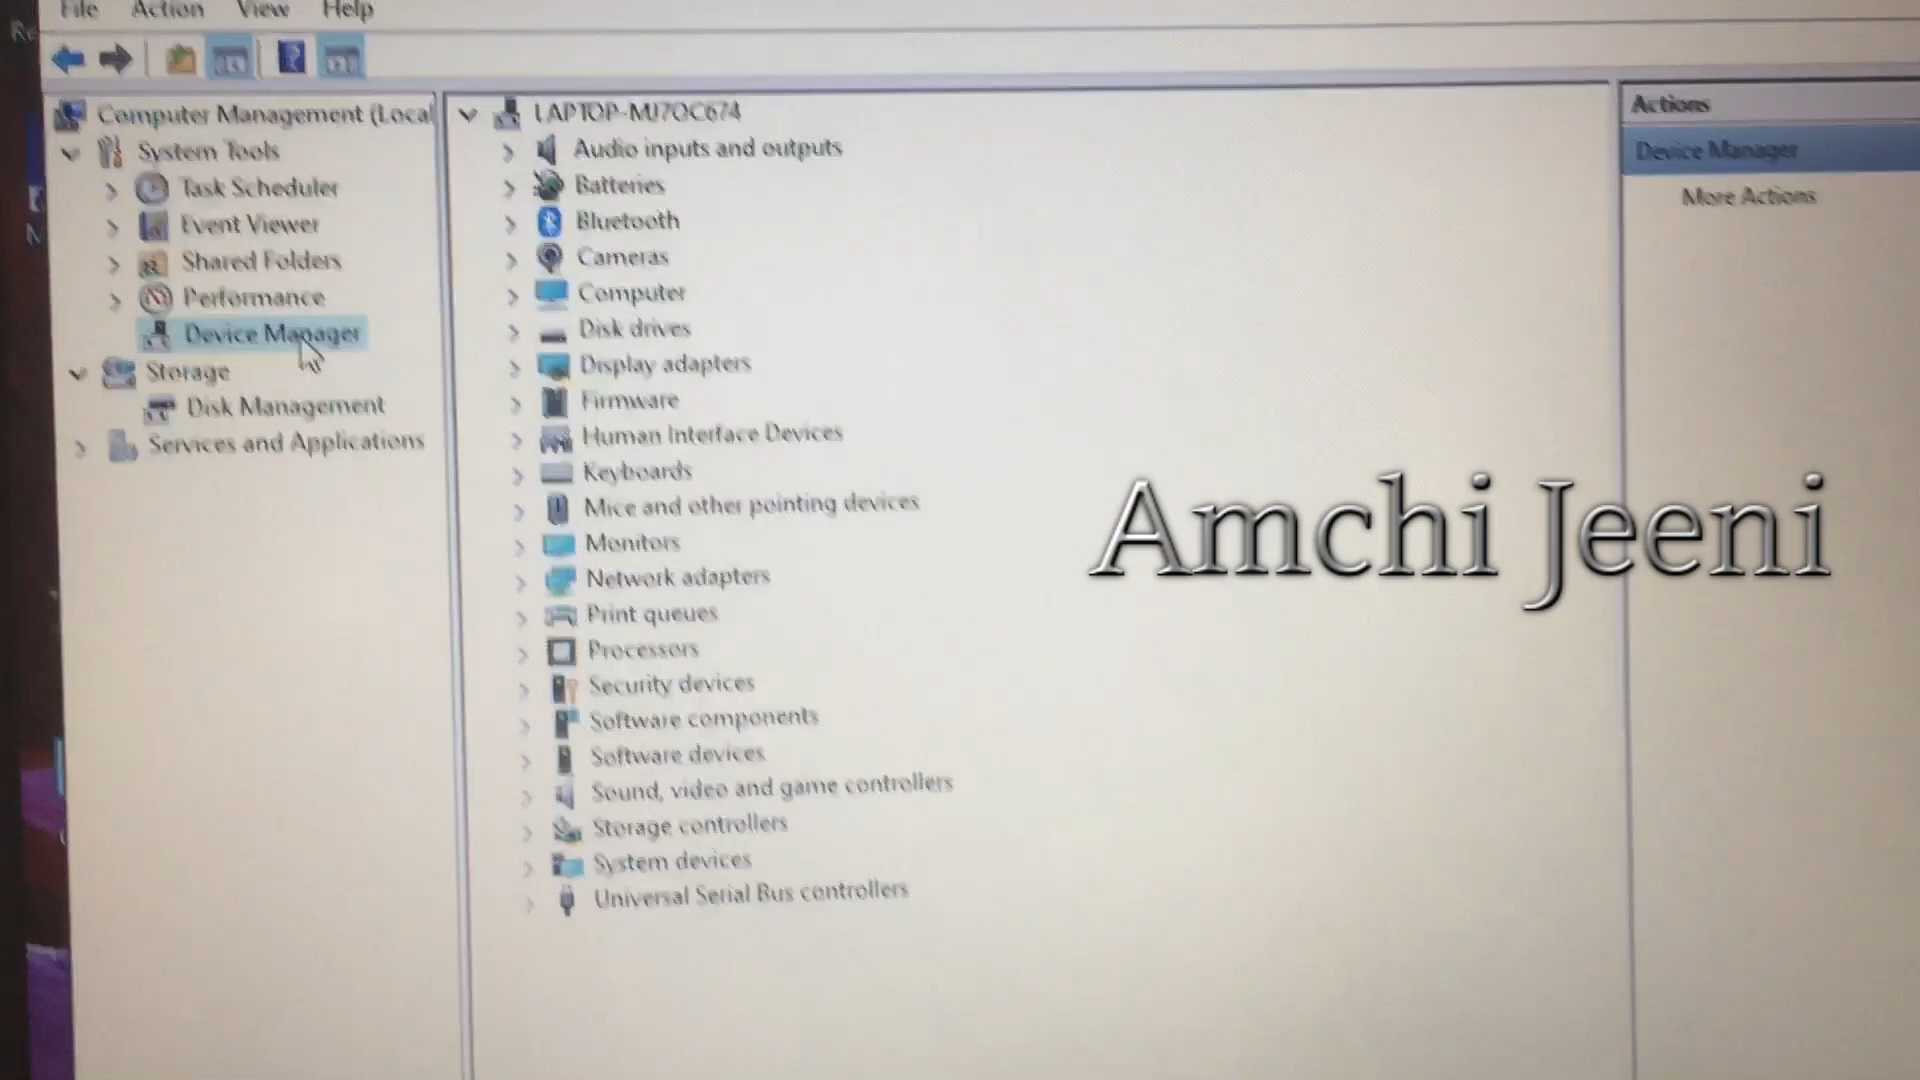 File Action View Help
Computer Management (Local
System Tools
Task Scheduler
Event Viewer
Shared Folders
Performance
Device Manager
Storage
Disk Management
Services and Applications
LAPTOP-MJ7OC674
Audio inputs and outputs
Batteries
Bluetooth
Cameras
Computer
Disk drives
Display adapters
Firmware
Human Interface Devices
Keyboards
Mice and other pointing devices
Monitors
Network adapters
Print queues
Processors
Security devices
Software components
Software devices
Sound, video and game controllers
Storage controllers
System devices
Universal Serial Bus controllers
Actions
Device Manager
More Actions
Amchi Jeeni